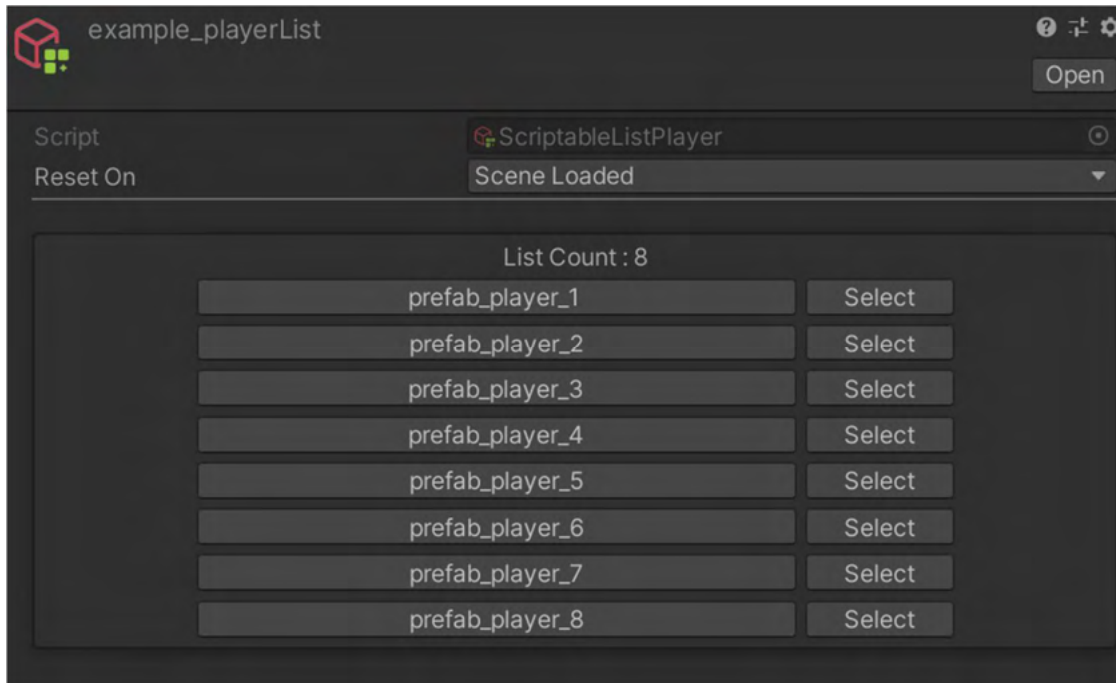 example_playerList
Open
Script ScriptableListPlayer
Reset On Scene Loaded
List Count : 8
prefab_player_1 Select
prefab_player_2 Select
prefab_player_3 Select
prefab_player_4 Select
prefab_player_5 Select
prefab_player_6 Select
prefab_player_7 Select
prefab_player_8 Select